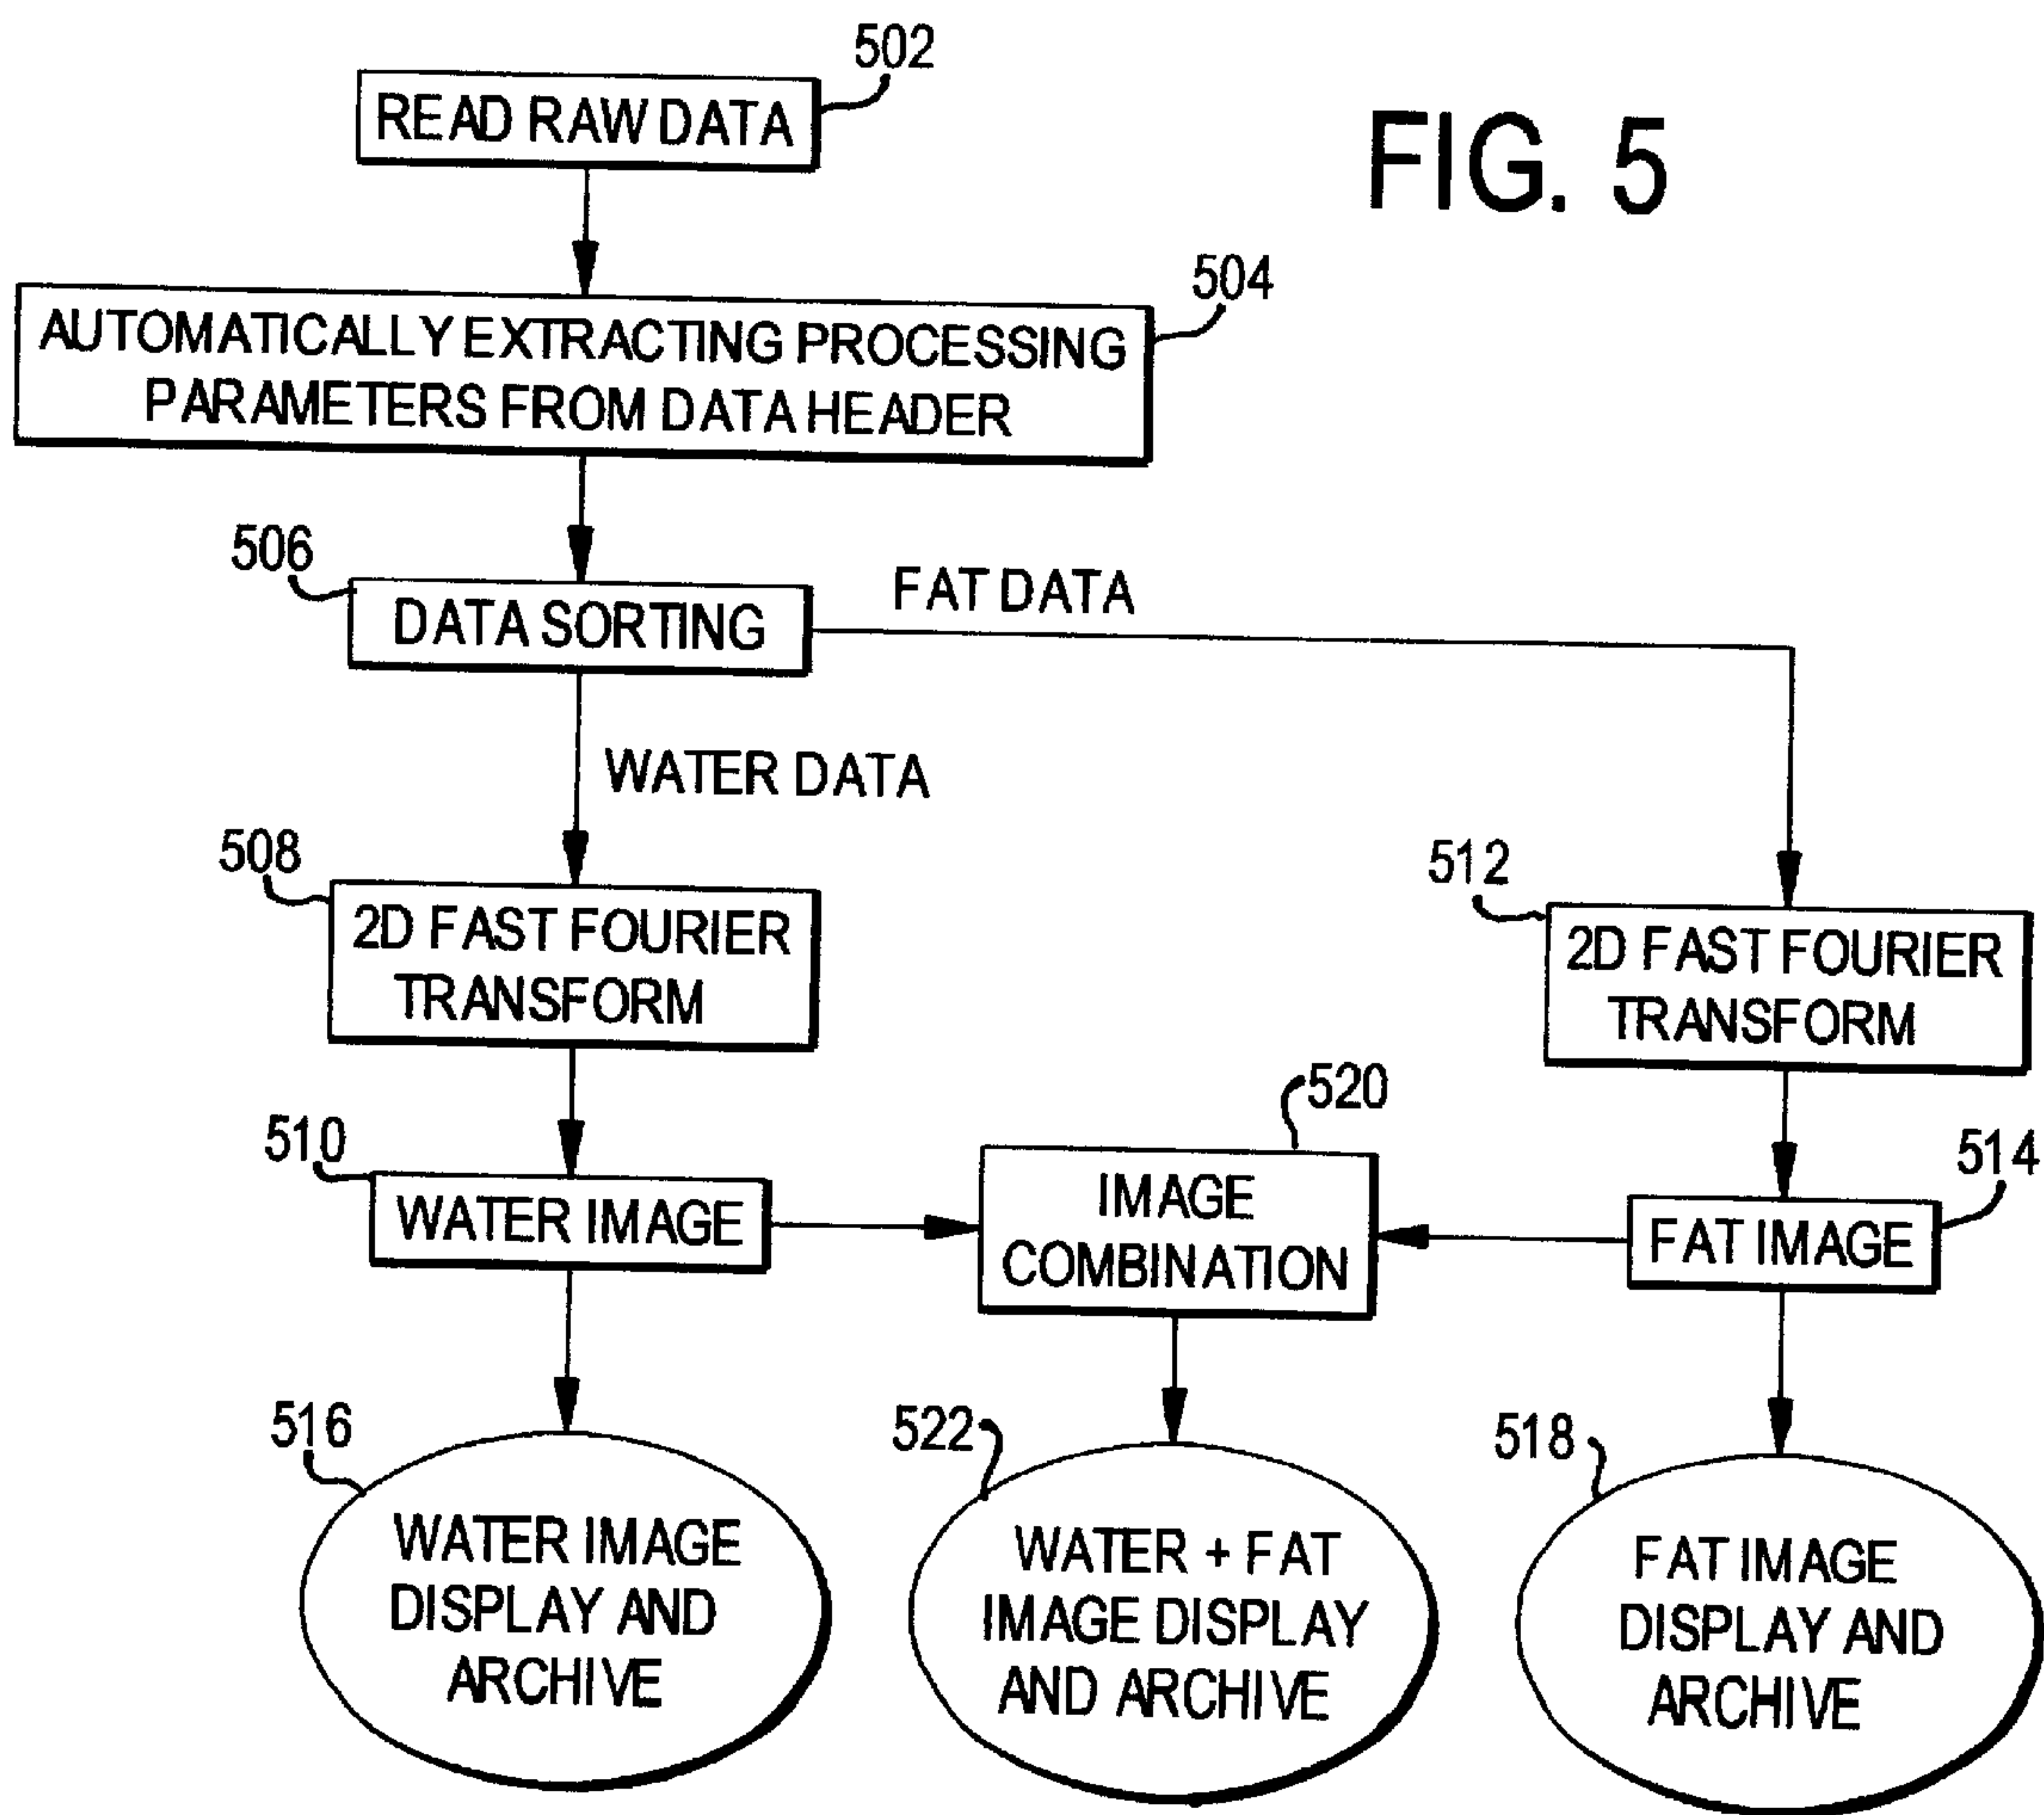 502
READ RAW DATA
FIG. 5
504
AUTOMATICALLY EXTRACTING PROCESSING
PARAMETERS FROM DATA HEADER
506
DATA SORTING
FAT DATA
WATER DATA
508
2D FAST FOURIER
TRANSFORM
512
2D FAST FOURIER
TRANSFORM
510
WATER IMAGE
520
IMAGE
COMBINATION
514
FAT IMAGE
516
WATER IMAGE
DISPLAY AND
ARCHIVE
522
WATER + FAT
IMAGE DISPLAY
AND ARCHIVE
518
FAT IMAGE
DISPLAY AND
ARCHIVE